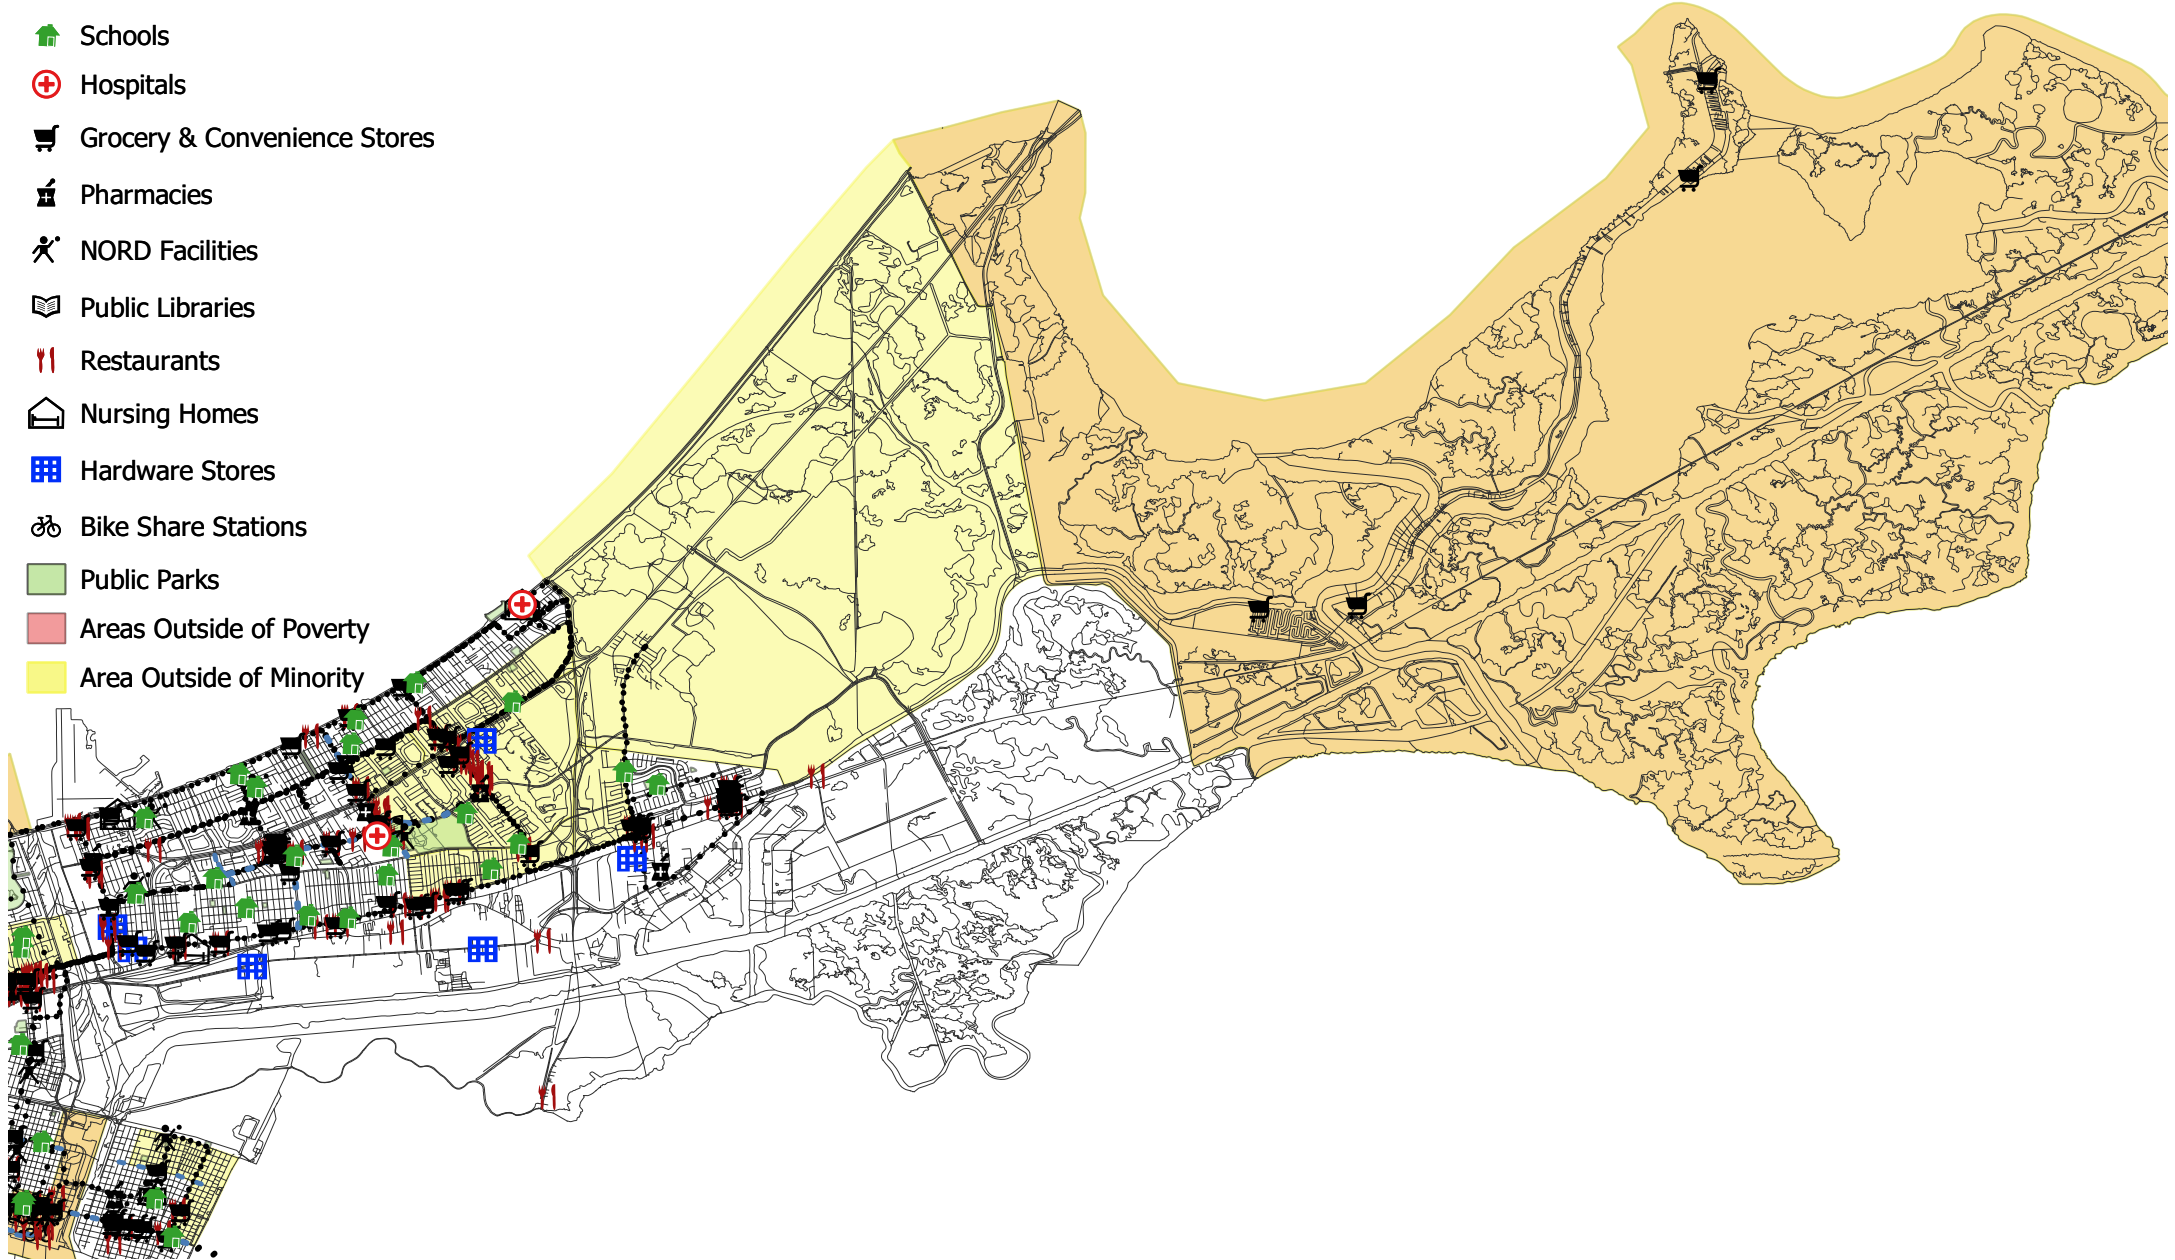 Schools
Hospitals
Grocery & Convenience Stores
Pharmacies
NORD Facilities
Public Libraries
Restaurants
Nursing Homes
Hardware Stores
Bike Share Stations
Public Parks
Areas Outside of Poverty
Area Outside of Minority